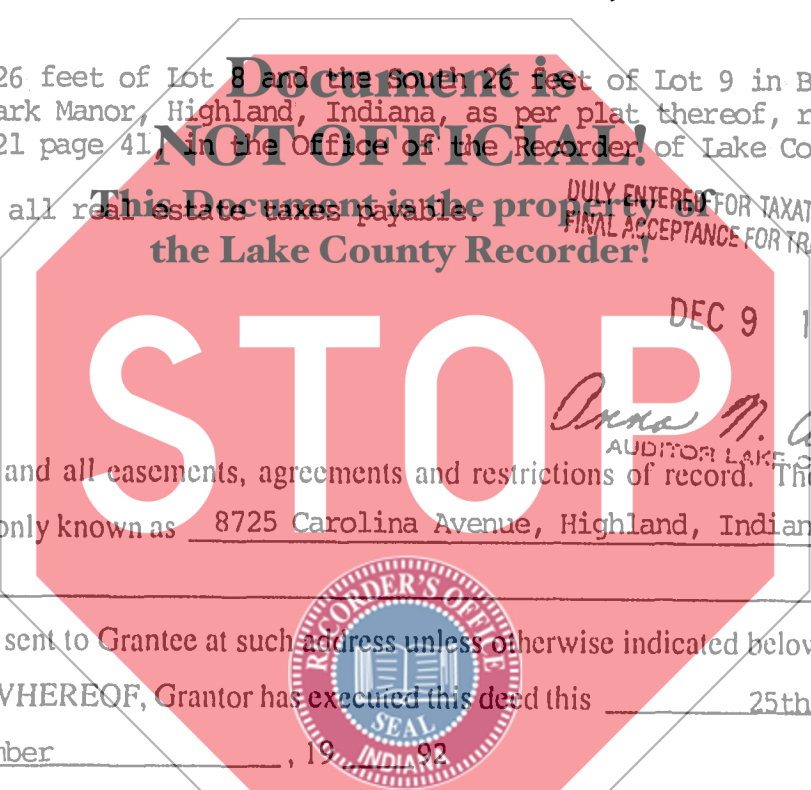 Document is
26 feet of Lot 8 and the South 26 feet of Lot 9 in B
ark Manor, Highland, Indiana, as per plat thereof, r
NOT OFFICIAL!
21 page 41, in the Office of the Recorder of Lake Co
This Document is the property of
all real estate taxes payable.
the Lake County Recorder!
DULY ENTERED FOR TAXAT
FINAL ACCEPTANCE FOR TRA
DEC 9 1
STOP
Anna N.
AUDITOR LAKE
and all easements, agreements and restrictions of record. The
only known as 8725 Carolina Avenue, Highland, Indian
sent to Grantee at such address unless otherwise indicated below
WHEREOF, Grantor has executed this deed this 25th
mber , 19 92
RECORDER'S OFFICE
SEAL
INDIANA